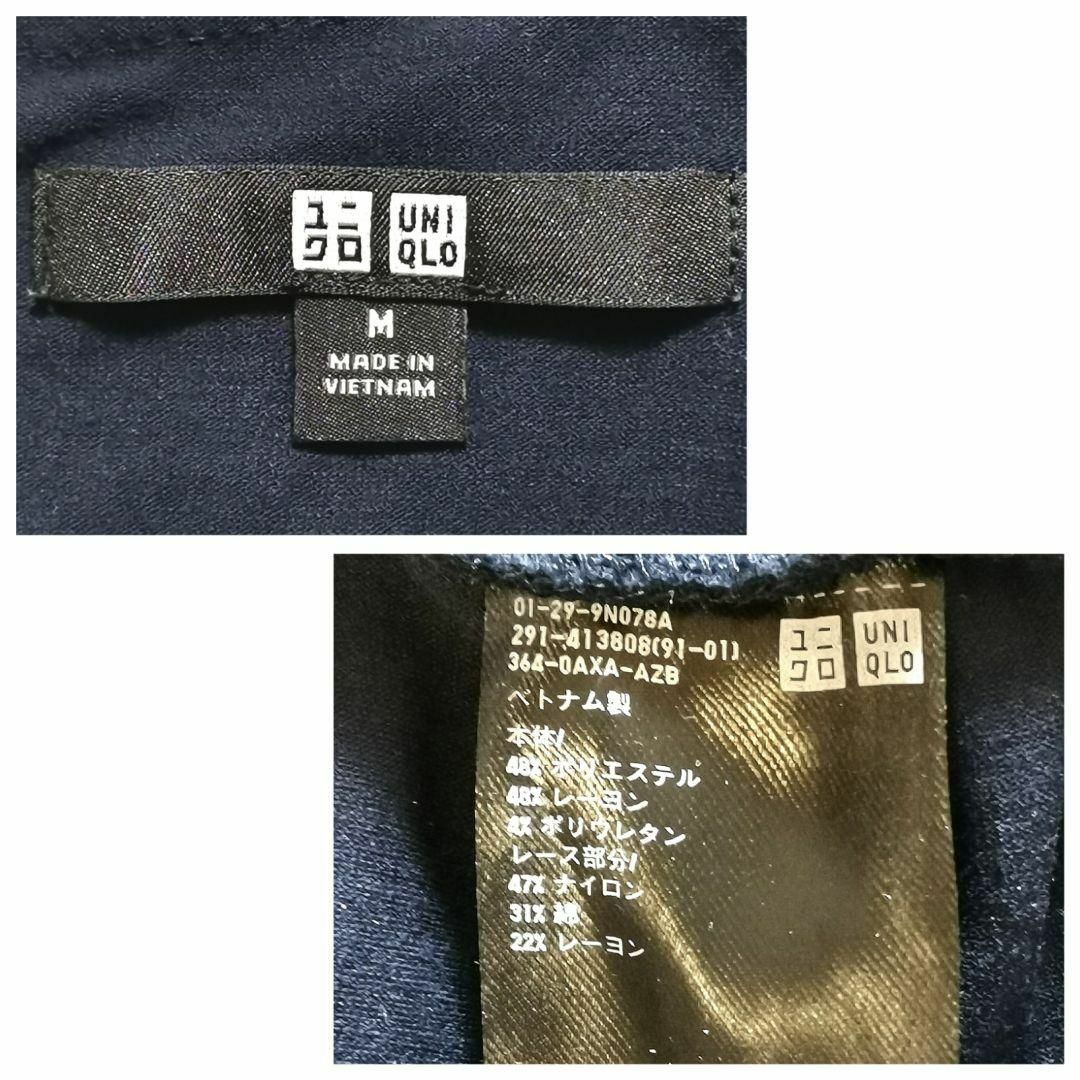 ユニ
クロ
UNI
QLO
M
MADE IN
VIETNAM
01-29-9N078A
291-413808(91-01)
364-0AXA-AZB
ユニ
クロ
UNI
QLO
ベトナム製
本体/
48% ポリエステル
48% レーヨン
4% ポリウレタン
レース部分/
47% ナイロン
31% 綿
22% レーヨン